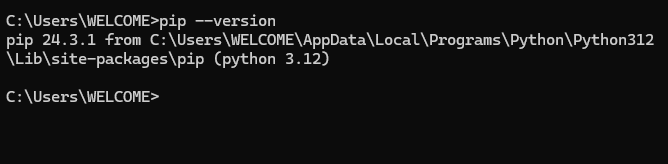 C:\Users\WELCOME>pip --version
pip 24.3.1 from C:\Users\WELCOME\AppData\Local\Programs\Python\Python312
\Lib\site-packages\pip (python 3.12)
C:\Users\WELCOME>